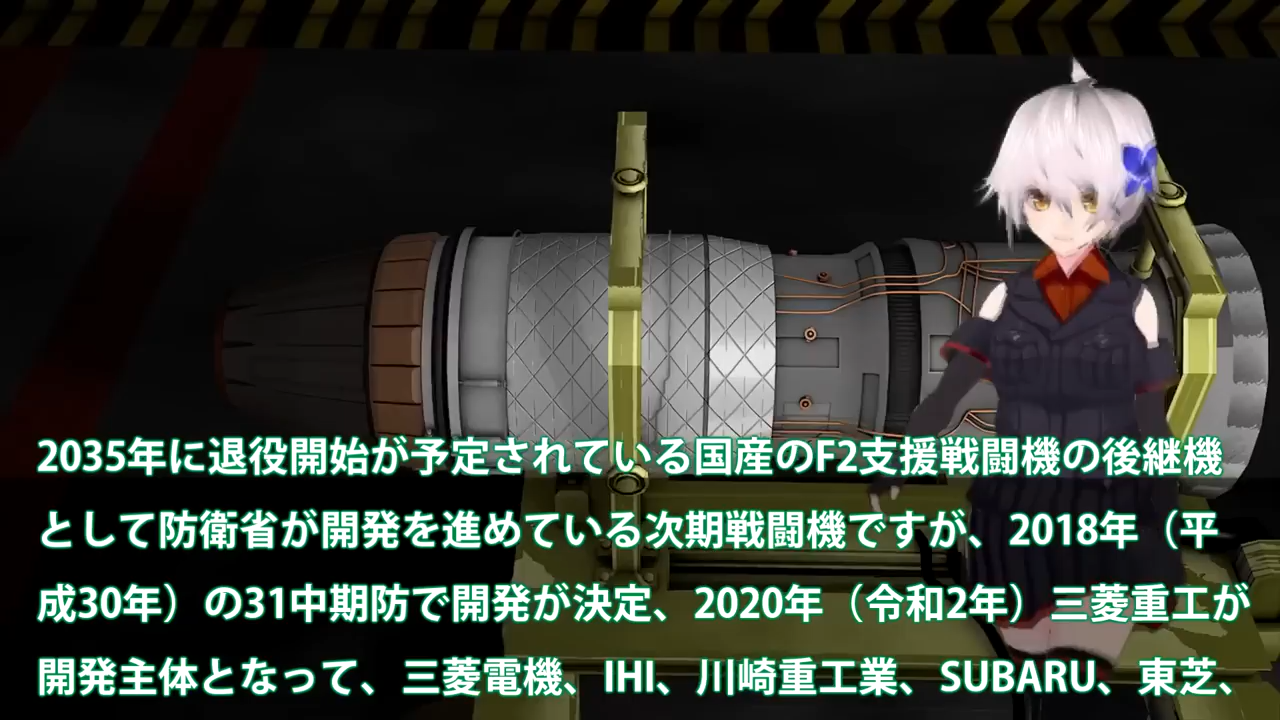 2035年に退役開始が予定されている国産のF2支援戦闘機の後継機
として防衛省が開発を進めている次期戦闘機ですが、2018年（平
成30年）の31中期防で開発が決定、2020年（令和2年）三菱重工が
開発主体となって、三菱電機、IHI、川崎重工業、SUBARU、東芝、